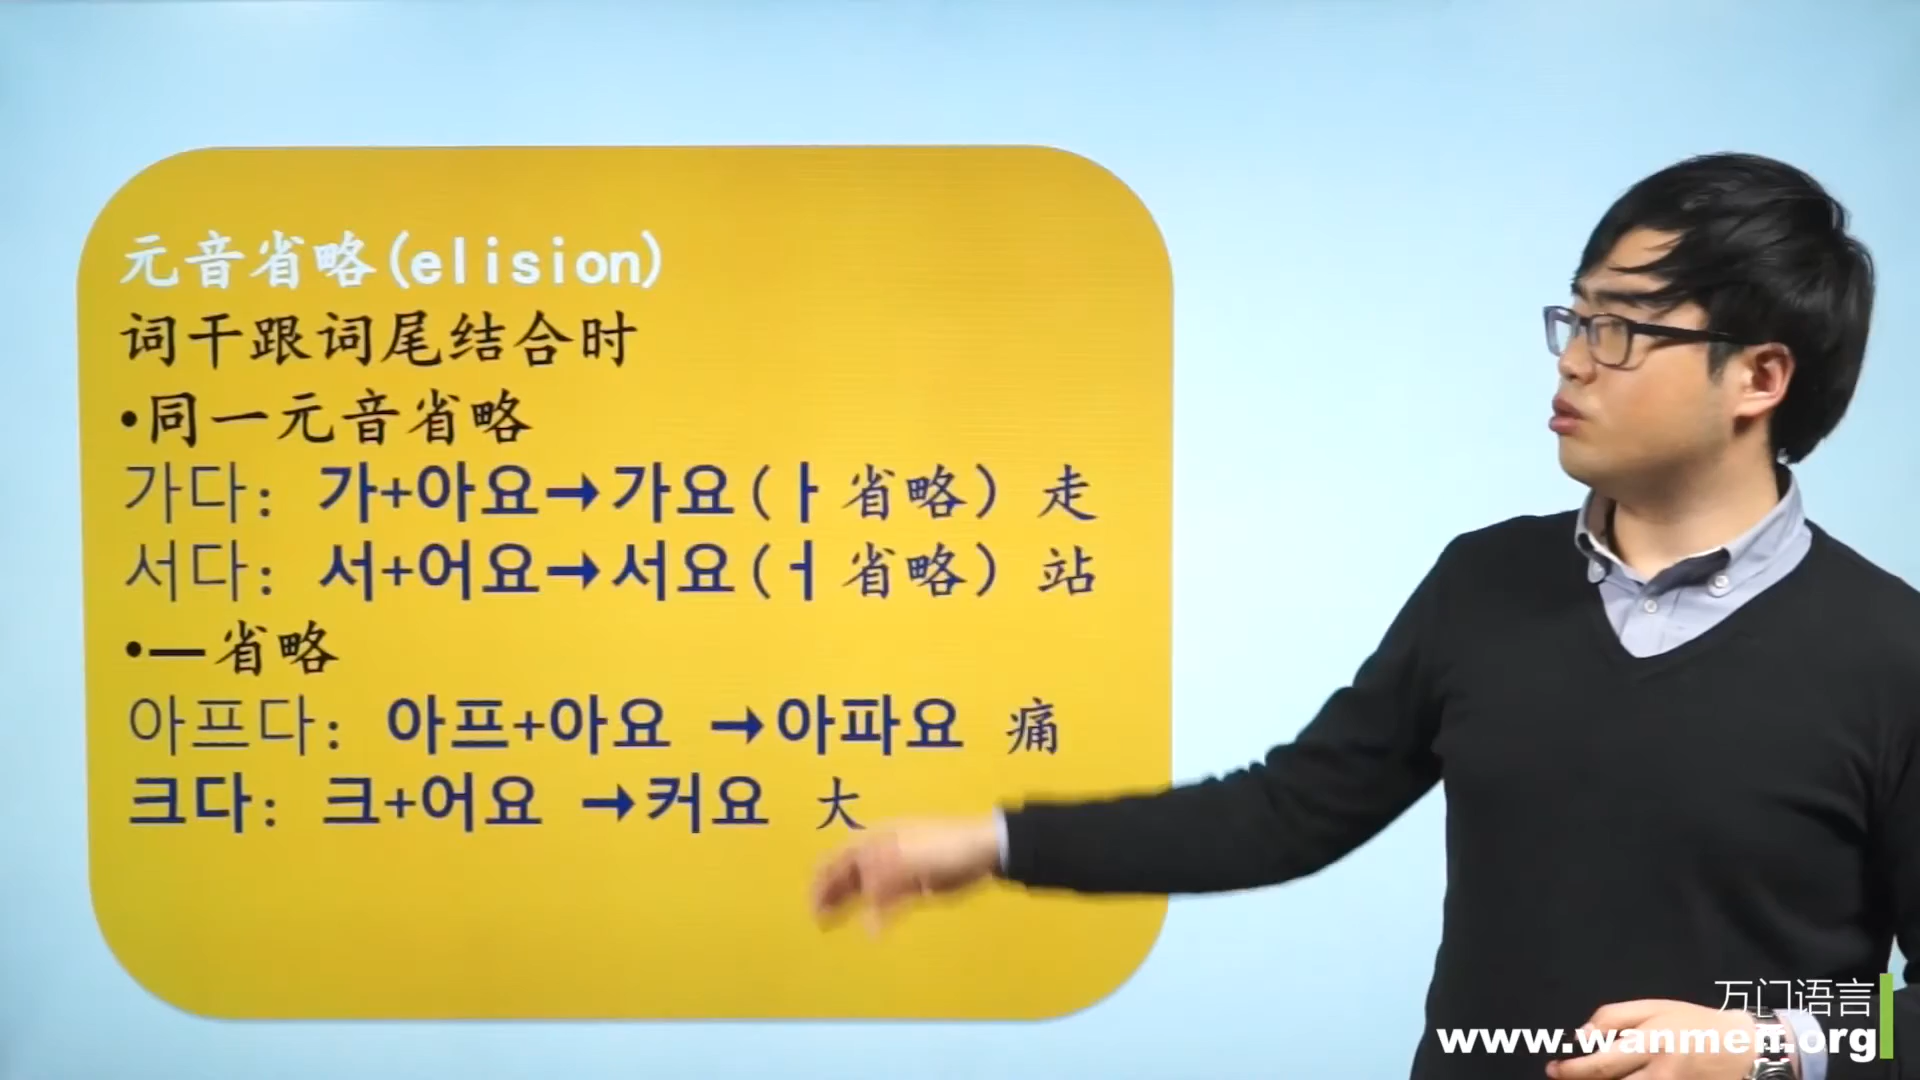 元音省略(elision)
词干跟词尾结合时
•同一元音省略
가다: 가+아요→가요(ㅏ省略) 走
서다: 서+어요→서요(ㅓ省略) 站
•ㅡ省略
아프다: 아프+아요 →아파요 痛
크다: 크+어요 →커요 大
万门语言
www.wanmen.org